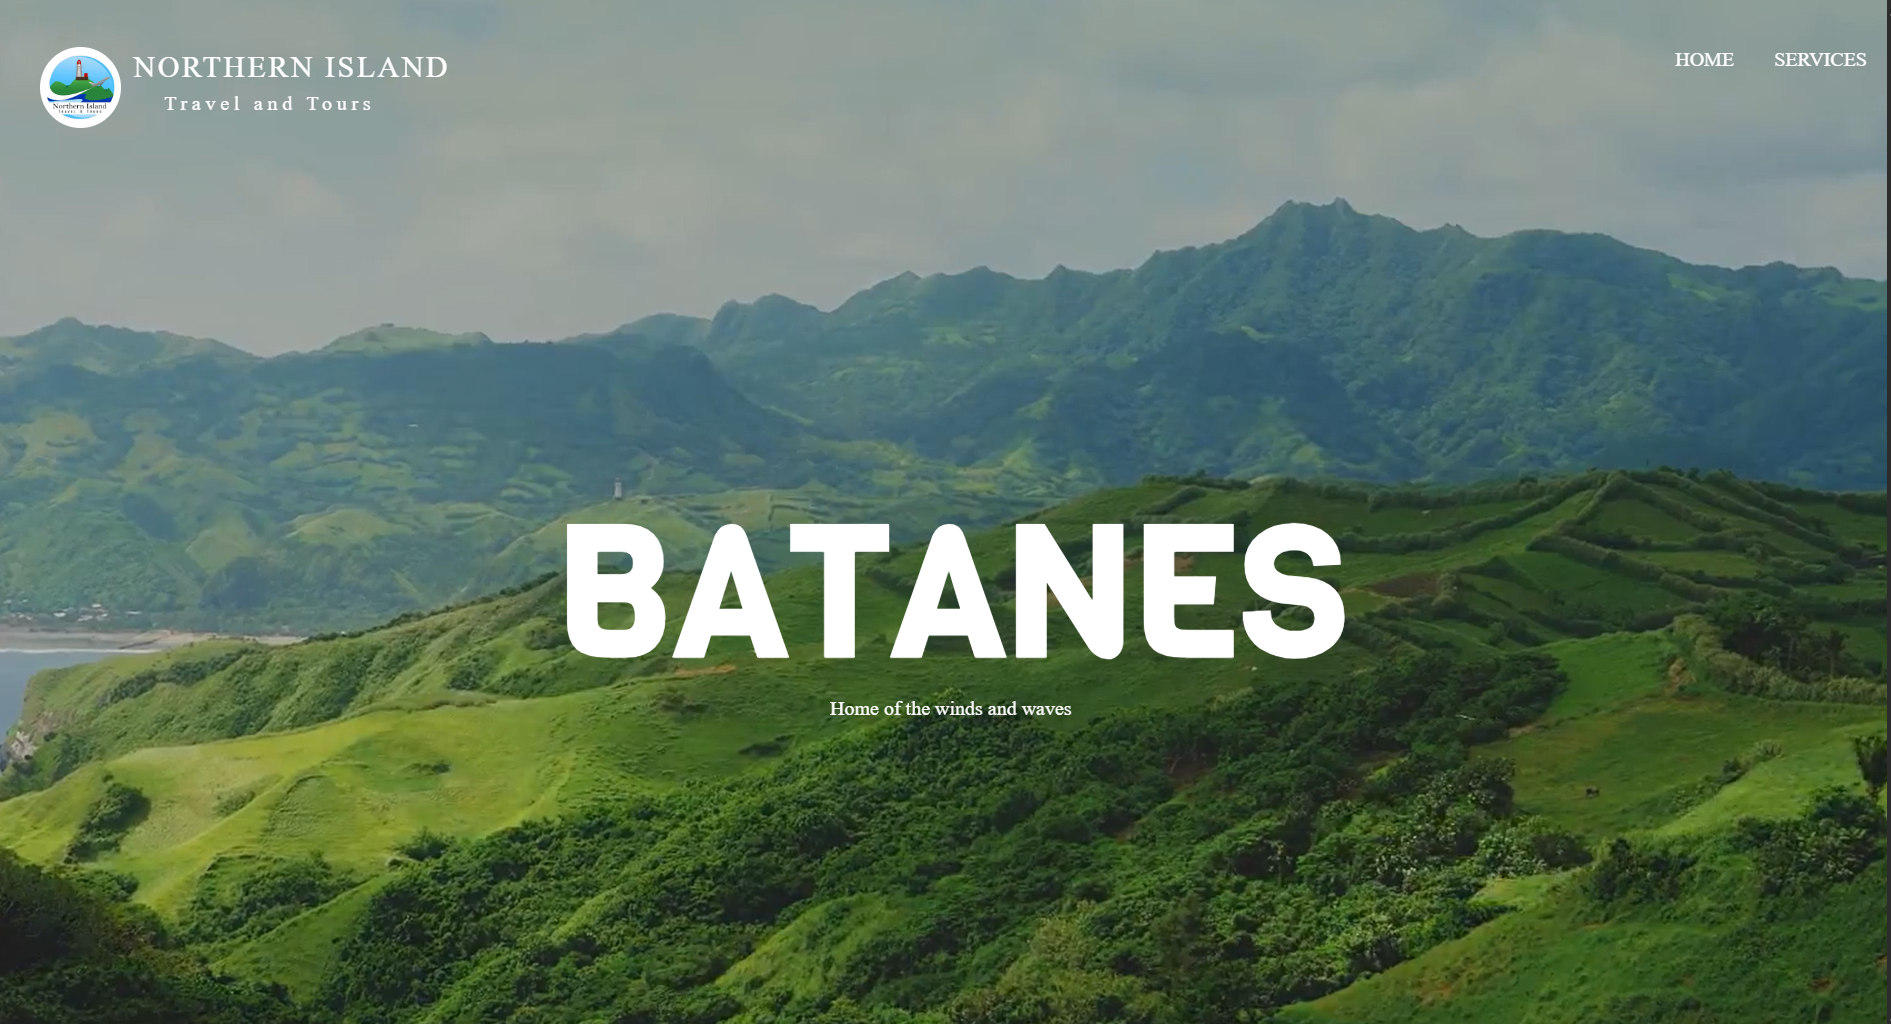 NORTHERN ISLAND
Travel and Tours
Northern Island
TRAVEL & TOURS
HOME
SERVICES
BATANES
Home of the winds and waves